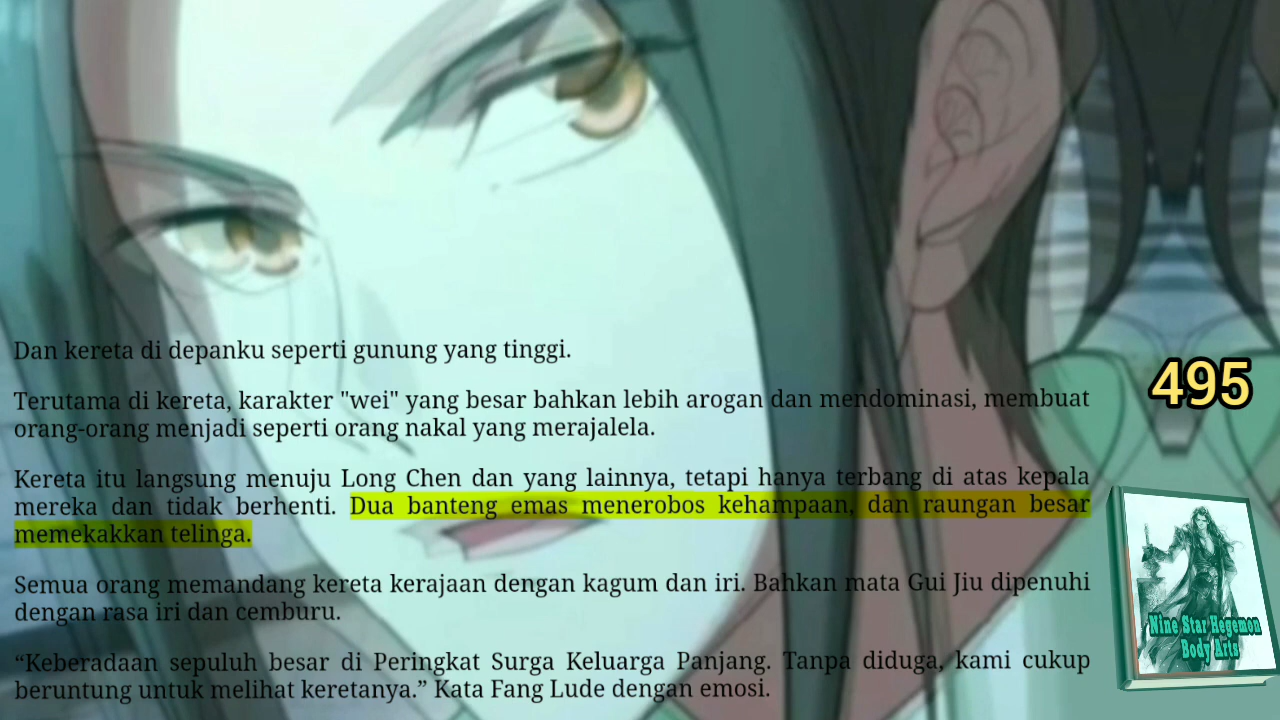 Dan kereta di depanku seperti gunung yang tinggi.
Terutama di kereta, karakter "wei" yang besar bahkan lebih arogan dan mendominasi, membuat
orang-orang menjadi seperti orang nakal yang merajalela.
Kereta itu langsung menuju Long Chen dan yang lainnya, tetapi hanya terbang di atas kepala
mereka dan tidak berhenti. Dua banteng emas menerobos kehampaan, dan raungan besar
memekakkan telinga.
Semua orang memandang kereta kerajaan dengan kagum dan iri. Bahkan mata Gui Jiu dipenuhi
dengan rasa iri dan cemburu.
“Keberadaan sepuluh besar di Peringkat Surga Keluarga Panjang. Tanpa diduga, kami cukup
beruntung untuk melihat keretanya.” Kata Fang Lude dengan emosi.
495
Nine Star Hegemon
Body Arts